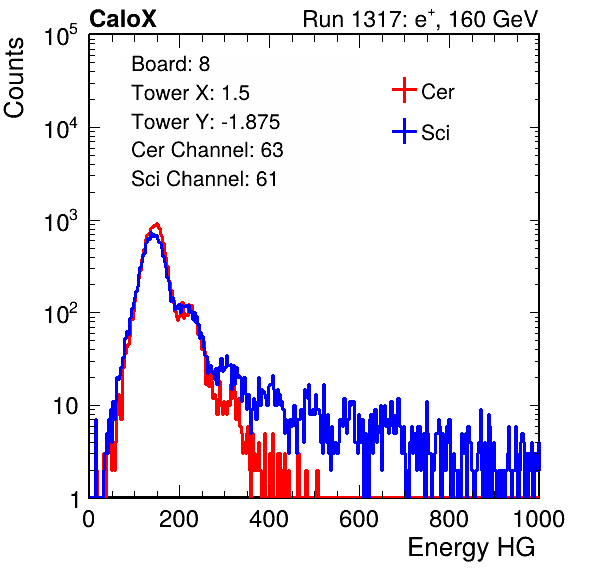 CaloX Run 1317: e⁺, 160 GeV
Counts
Board: 8
Tower X: 1.5
Tower Y: -1.875
Cer Channel: 63
Sci Channel: 61
Cer
Sci
10⁵
10⁴
10³
10²
10
1
0 200 400 600 800 1000
Energy HG